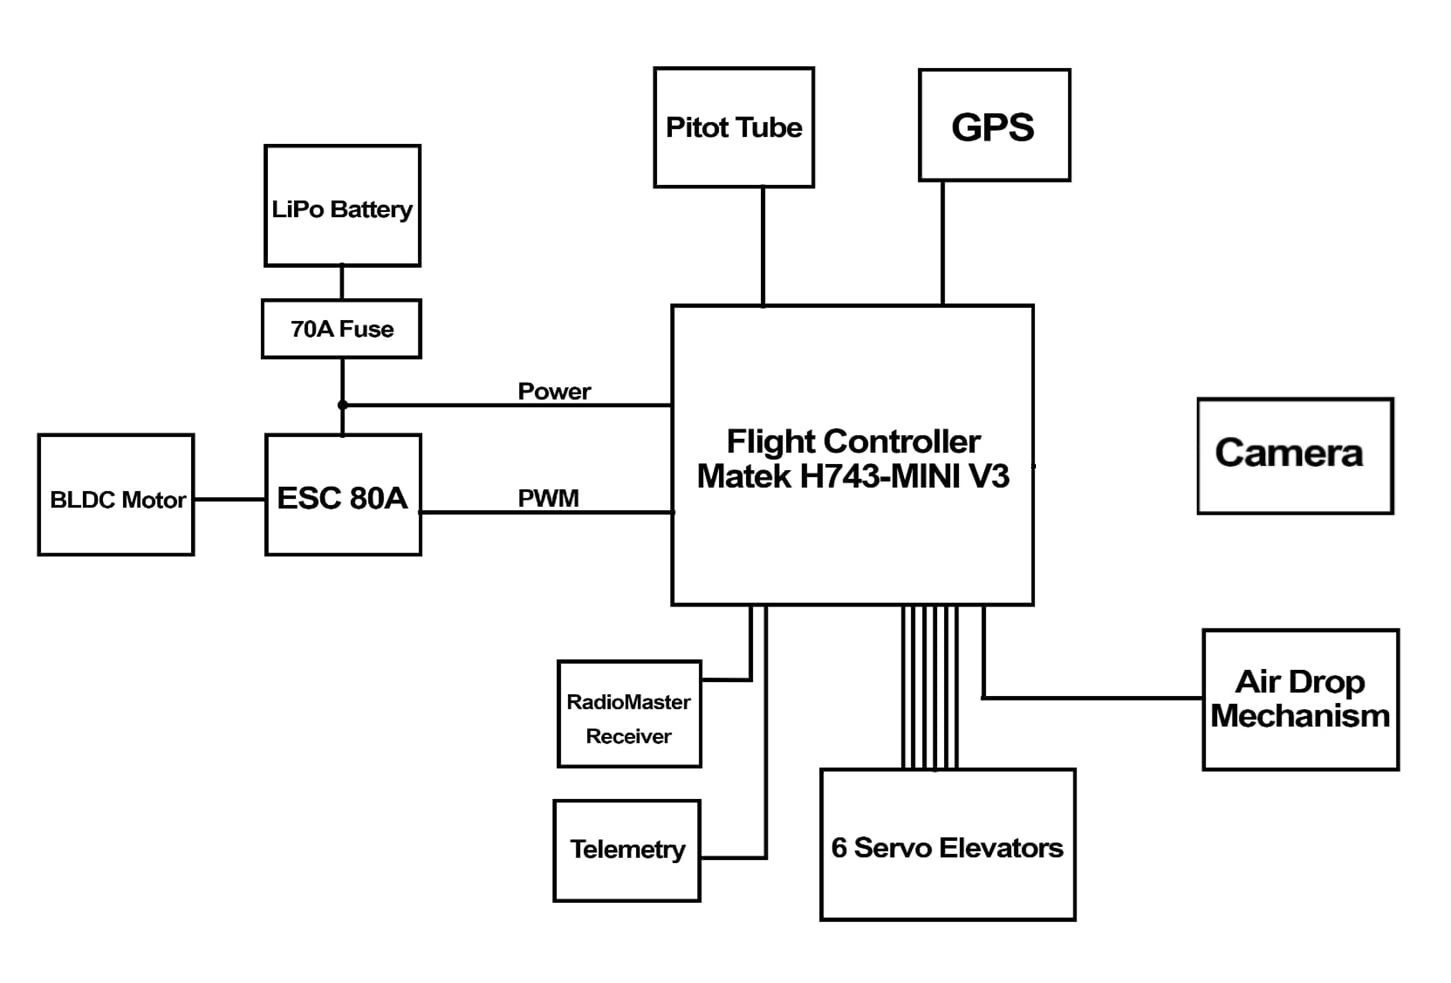 Pitot Tube
GPS
LiPo Battery
70A Fuse
Power
Flight Controller
Matek H743-MINI V3
Camera
BLDC Motor
ESC 80A
PWM
RadioMaster
Receiver
Air Drop
Mechanism
Telemetry
6 Servo Elevators